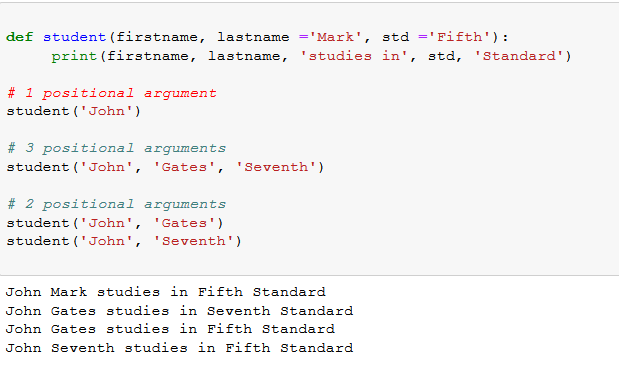 def student(firstname, lastname ='Mark', std ='Fifth'):
     print(firstname, lastname, 'studies in', std, 'Standard')
# 1 positional argument
student('John')
# 3 positional arguments
student('John', 'Gates', 'Seventh')
# 2 positional arguments
student('John', 'Gates')
student('John', 'Seventh')
John Mark studies in Fifth Standard
John Gates studies in Seventh Standard
John Gates studies in Fifth Standard
John Seventh studies in Fifth Standard